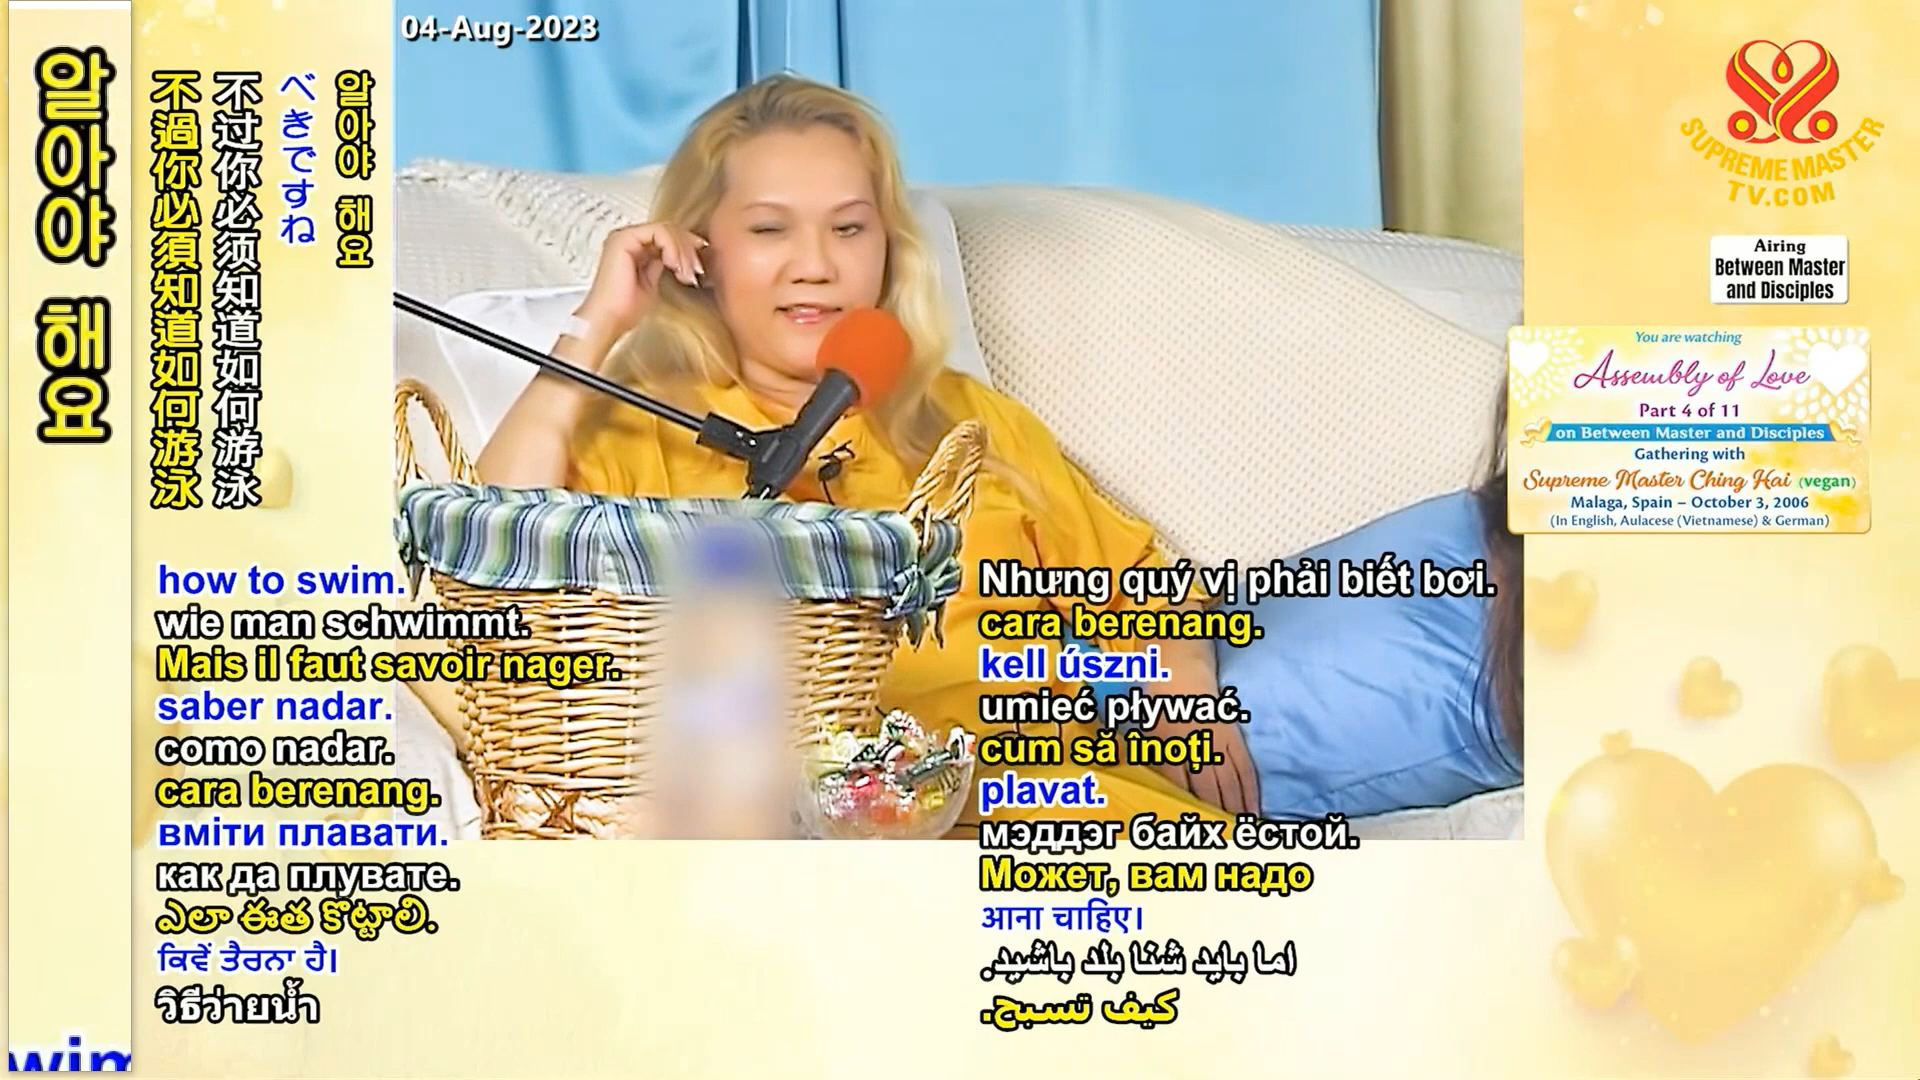 04-Aug-2023
알아야 해요
不過你必須知道如何游泳
不过你必须知道如何游泳
べきですね
알아야 해요
SUPREME MASTER
TV.COM
Airing
Between Master
and Disciples
You are watching
Assembly of Love
Part 4 of 11
on Between Master and Disciples
Gathering with
Supreme Master Ching Hai (vegan)
Malaga, Spain – October 3, 2006
(In English, Aulacese (Vietnamese) & German)
how to swim.
wie man schwimmt.
Mais il faut savoir nager.
saber nadar.
como nadar.
cara berenang.
вміти плавати.
как да плувате.
ఎలా ఈత కొట్టాలి.
ਕਿਵੇਂ ਤੈਰਨਾ ਹੈ।
วิธีว่ายน้ำ
Nhưng quý vị phải biết bơi.
cara berenang.
kell úszni.
umieć pływać.
cum să înoți.
plavat.
мэддэг байх ёстой.
Может, вам надо
आना चाहिए।
اما باید شنا بلد باشید.
كيف تسبح.